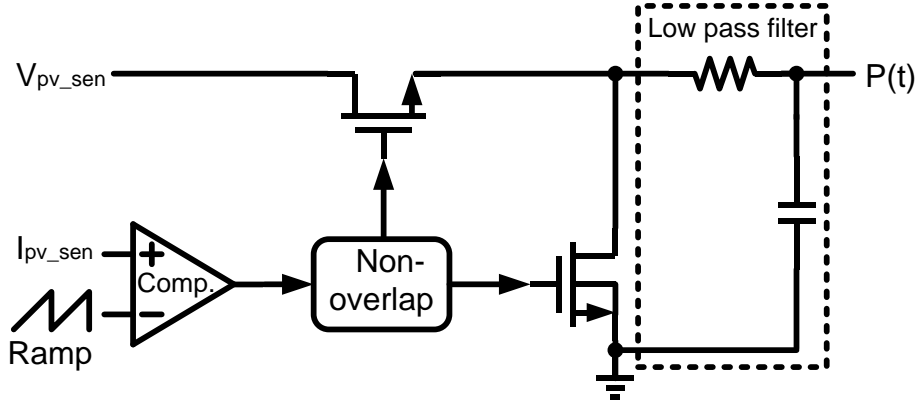 Low pass filter
Vpv_sen
P(t)
Ipv_sen
+
Comp.
−
Non-
overlap
Ramp